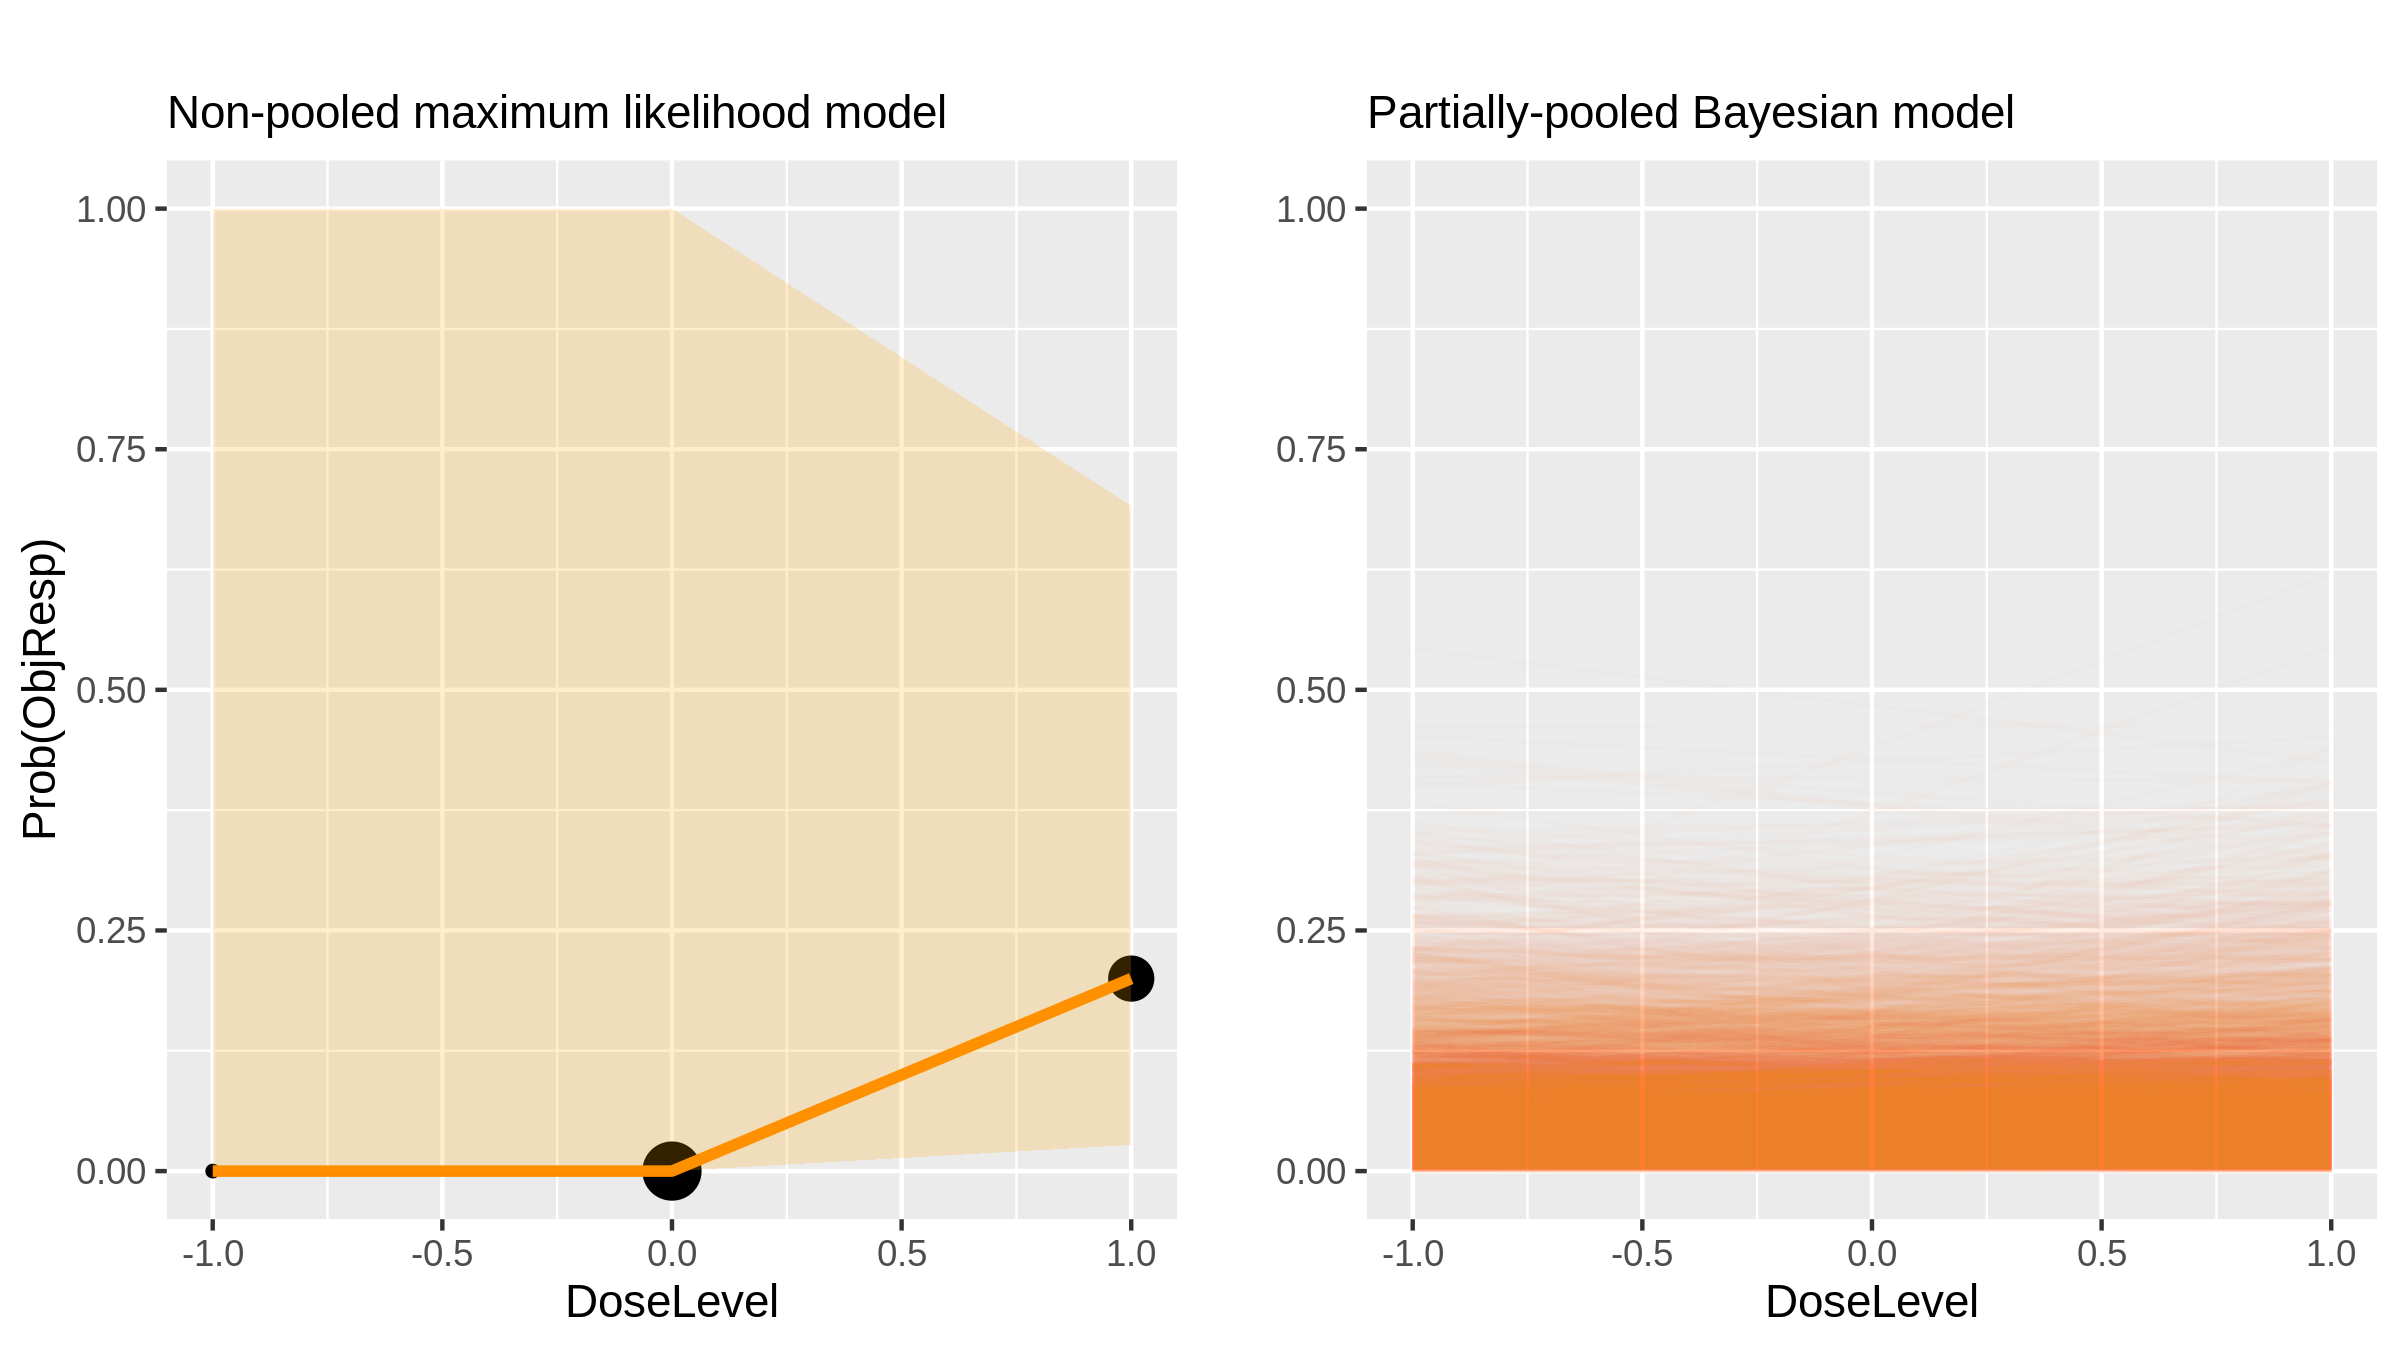 Non-pooled maximum likelihood model
Prob(ObjResp)
1.00
0.75
0.50
0.25
0.00
-1.0 -0.5 0.0 0.5 1.0
DoseLevel
Partially-pooled Bayesian model
1.00
0.75
0.50
0.25
0.00
-1.0 -0.5 0.0 0.5 1.0
DoseLevel